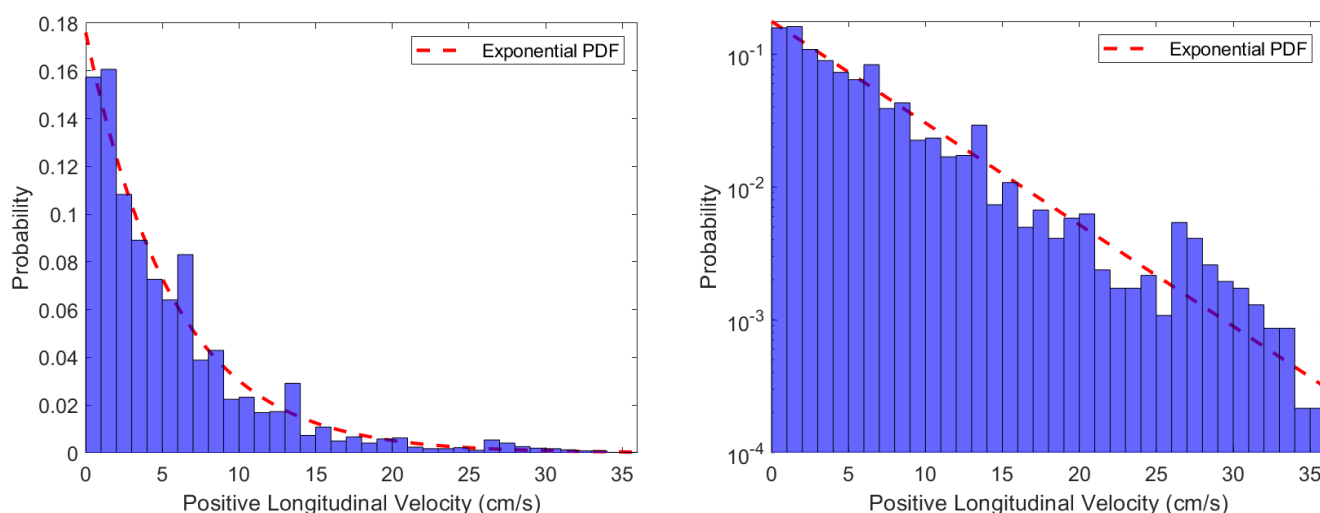 0.18
0.16
0.14
0.12
0.1
0.08
0.06
0.04
0.02
0
Probability
0 5 10 15 20 25 30 35
Positive Longitudinal Velocity (cm/s)
Exponential PDF
10-1
10-2
10-3
10-4
Probability
0 5 10 15 20 25 30 35
Positive Longitudinal Velocity (cm/s)
Exponential PDF